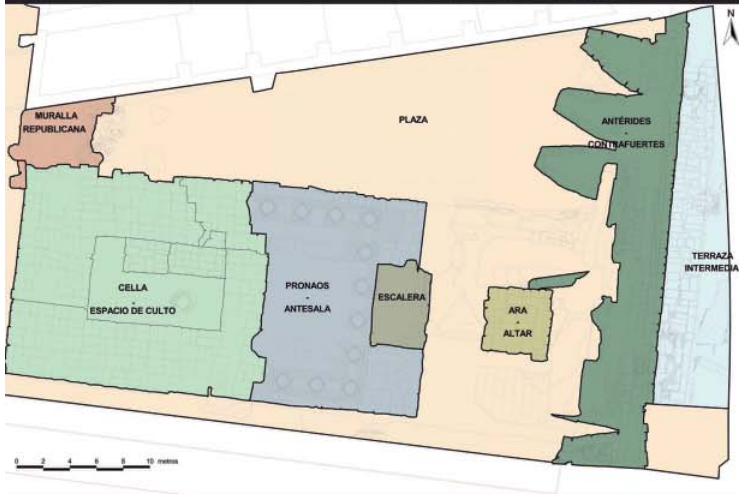 N
MURALLA
REPUBLICANA
PLAZA
ANTÉRIDES
-
CONTRAFUERTES
TERRAZA
INTERMEDIA
CELLA
-
ESPACIO DE CULTO
PRONAOS
-
ANTESALA
ESCALERA
ARA
-
ALTAR
0 2 4 6 8 10 metros